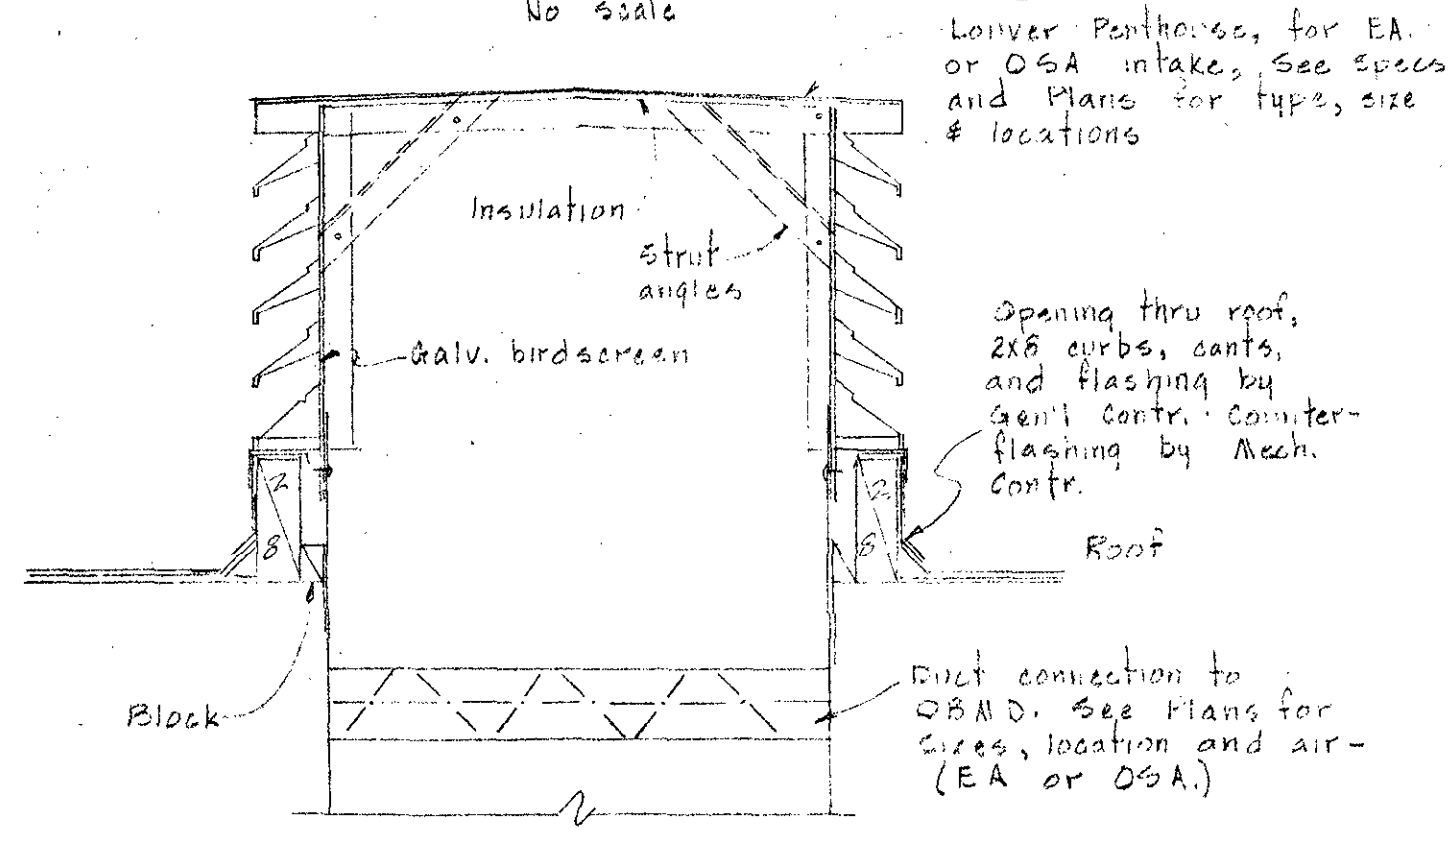 No scale
Louver Penthouse, for EA.
or OSA intake, See specs
and Plans for type, size
& locations
Insulation
Strut
angles
Galv. birdscreen
Opening thru roof,
2x8 curbs, cants,
and flashing by
Gen'l Contr. Counter-
flashing by Mech.
Contr.
2
8
2
8
Roof
Block
Duct connection to
OBMD. See Plans for
Sizes, location and air-
(EA or OSA.)